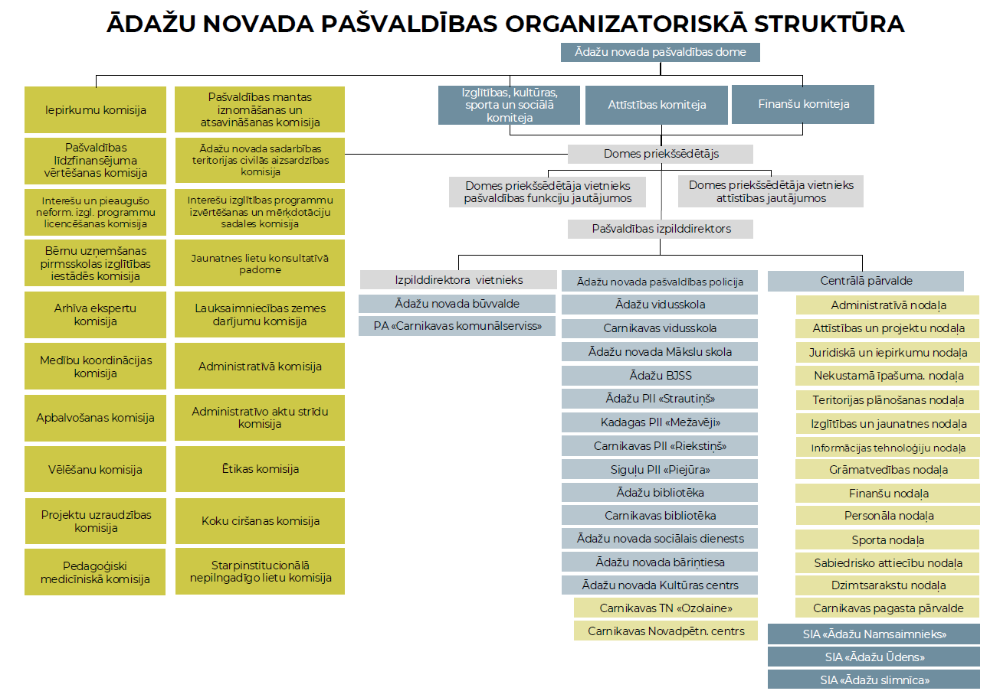 ĀDAŽU NOVADA PAŠVALDĪBAS ORGANIZATORISKĀ STRUKTŪRA
Ādažu novada pašvaldības dome
Iepirkumu komisija
Pašvaldības mantas
iznomāšanas un
atsavināšanas komisija
Pašvaldības
līdzfinansējuma
vērtēšanas komisija
Ādažu novada sadarbības
teritorijas civilās aizsardzības
komisija
Interešu un pieaugušo
neform. izgl. programmu
licencēšanas komisija
Interešu izglītības programmu
izvērtēšanas un mērķdotāciju
sadales komisija
Bērnu uzņemšanas
pirmsskolas izglītības
iestādēs komisija
Jaunatnes lietu konsultatīvā
padome
Arhīva ekspertu
komisija
Lauksaimniecības zemes
darījumu komisija
Medību koordinācijas
komisija
Administratīvā komisija
Apbalvošanas komisija
Administratīvo aktu strīdu
komisija
Vēlēšanu komisija
Ētikas komisija
Projektu uzraudzības
komisija
Koku ciršanas komisija
Pedagoģiski
medicīniskā komisija
Starpinstitucionālā
nepilngadīgo lietu komisija
Izglītības, kultūras,
sporta un sociālā
komiteja
Attīstības komiteja
Finanšu komiteja
Domes priekšsēdētājs
Domes priekšsēdētāja vietnieks
pašvaldības funkciju jautājumos
Domes priekšsēdētāja vietnieks
attīstības jautājumos
Pašvaldības izpilddirektors
Izpilddirektora vietnieks
Ādažu novada būvvalde
PA «Carnikavas komunālserviss»
Ādažu novada pašvaldības policija
Ādažu vidusskola
Carnikavas vidusskola
Ādažu novada Mākslu skola
Ādažu BJSS
Ādažu PII «Strautiņš»
Kadagas PII «Mežavēji»
Carnikavas PII «Riekstiņš»
Siguļu PII «Piejūra»
Ādažu bibliotēka
Carnikavas bibliotēka
Ādažu novada sociālais dienests
Ādažu novada bāriņtiesa
Ādažu novada Kultūras centrs
Carnikavas TN «Ozolaine»
Carnikavas Novadpētn. centrs
Centrālā pārvalde
Administratīvā nodaļa
Attīstības un projektu nodaļa
Juridiskā un iepirkumu nodaļa
Nekustamā īpašuma. nodaļa
Teritorijas plānošanas nodaļa
Izglītības un jaunatnes nodaļa
Informācijas tehnoloģiju nodaļa
Grāmatvedības nodaļa
Finanšu nodaļa
Personāla nodaļa
Sporta nodaļa
Sabiedrisko attiecību nodaļa
Dzimtsarakstu nodaļa
Carnikavas pagasta pārvalde
SIA «Ādažu Namsaimnieks»
SIA «Ādažu Ūdens»
SIA «Ādažu slimnīca»